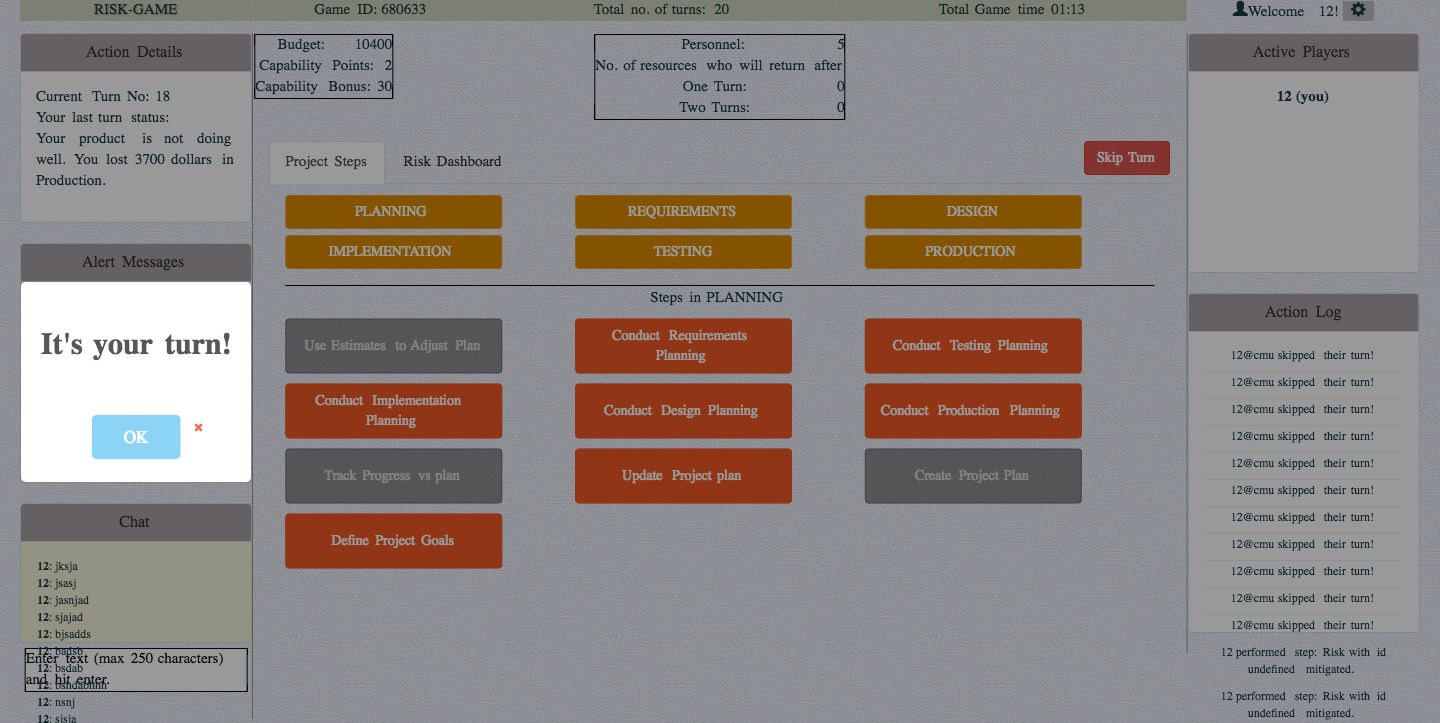 RISK-GAME
Game ID: 680633
Total no. of turns: 20
Total Game time 01:13
Welcome 12!
Action Details
Current Turn No: 18
Your last turn status:
Your product is not doing
well. You lost 3700 dollars in
Production.
Budget: 10400
Capability Points: 2
Capability Bonus: 30
Personnel: 5
No. of resources who will return after
One Turn: 0
Two Turns: 0
Active Players
12 (you)
Project Steps
Risk Dashboard
Skip Turn
PLANNING
REQUIREMENTS
DESIGN
IMPLEMENTATION
TESTING
PRODUCTION
Steps in PLANNING
Use Estimates to Adjust Plan
Conduct Requirements
Planning
Conduct Testing Planning
Conduct Implementation
Planning
Conduct Design Planning
Conduct Production Planning
Track Progress vs plan
Update Project plan
Create Project Plan
Define Project Goals
Alert Messages
It's your turn!
OK
Chat
12: jksja
12: jsasj
12: jasnjad
12: sjajad
12: bjsadds
12: badsb
12: bsdab
12: bshdabhhh
12: nsnj
12: sjsja
Enter text (max 250 characters)
and hit enter.
Action Log
12@cmu skipped their turn!
12@cmu skipped their turn!
12@cmu skipped their turn!
12@cmu skipped their turn!
12@cmu skipped their turn!
12@cmu skipped their turn!
12@cmu skipped their turn!
12@cmu skipped their turn!
12@cmu skipped their turn!
12@cmu skipped their turn!
12@cmu skipped their turn!
12 performed step: Risk with id
undefined mitigated.
12 performed step: Risk with id
undefined mitigated.